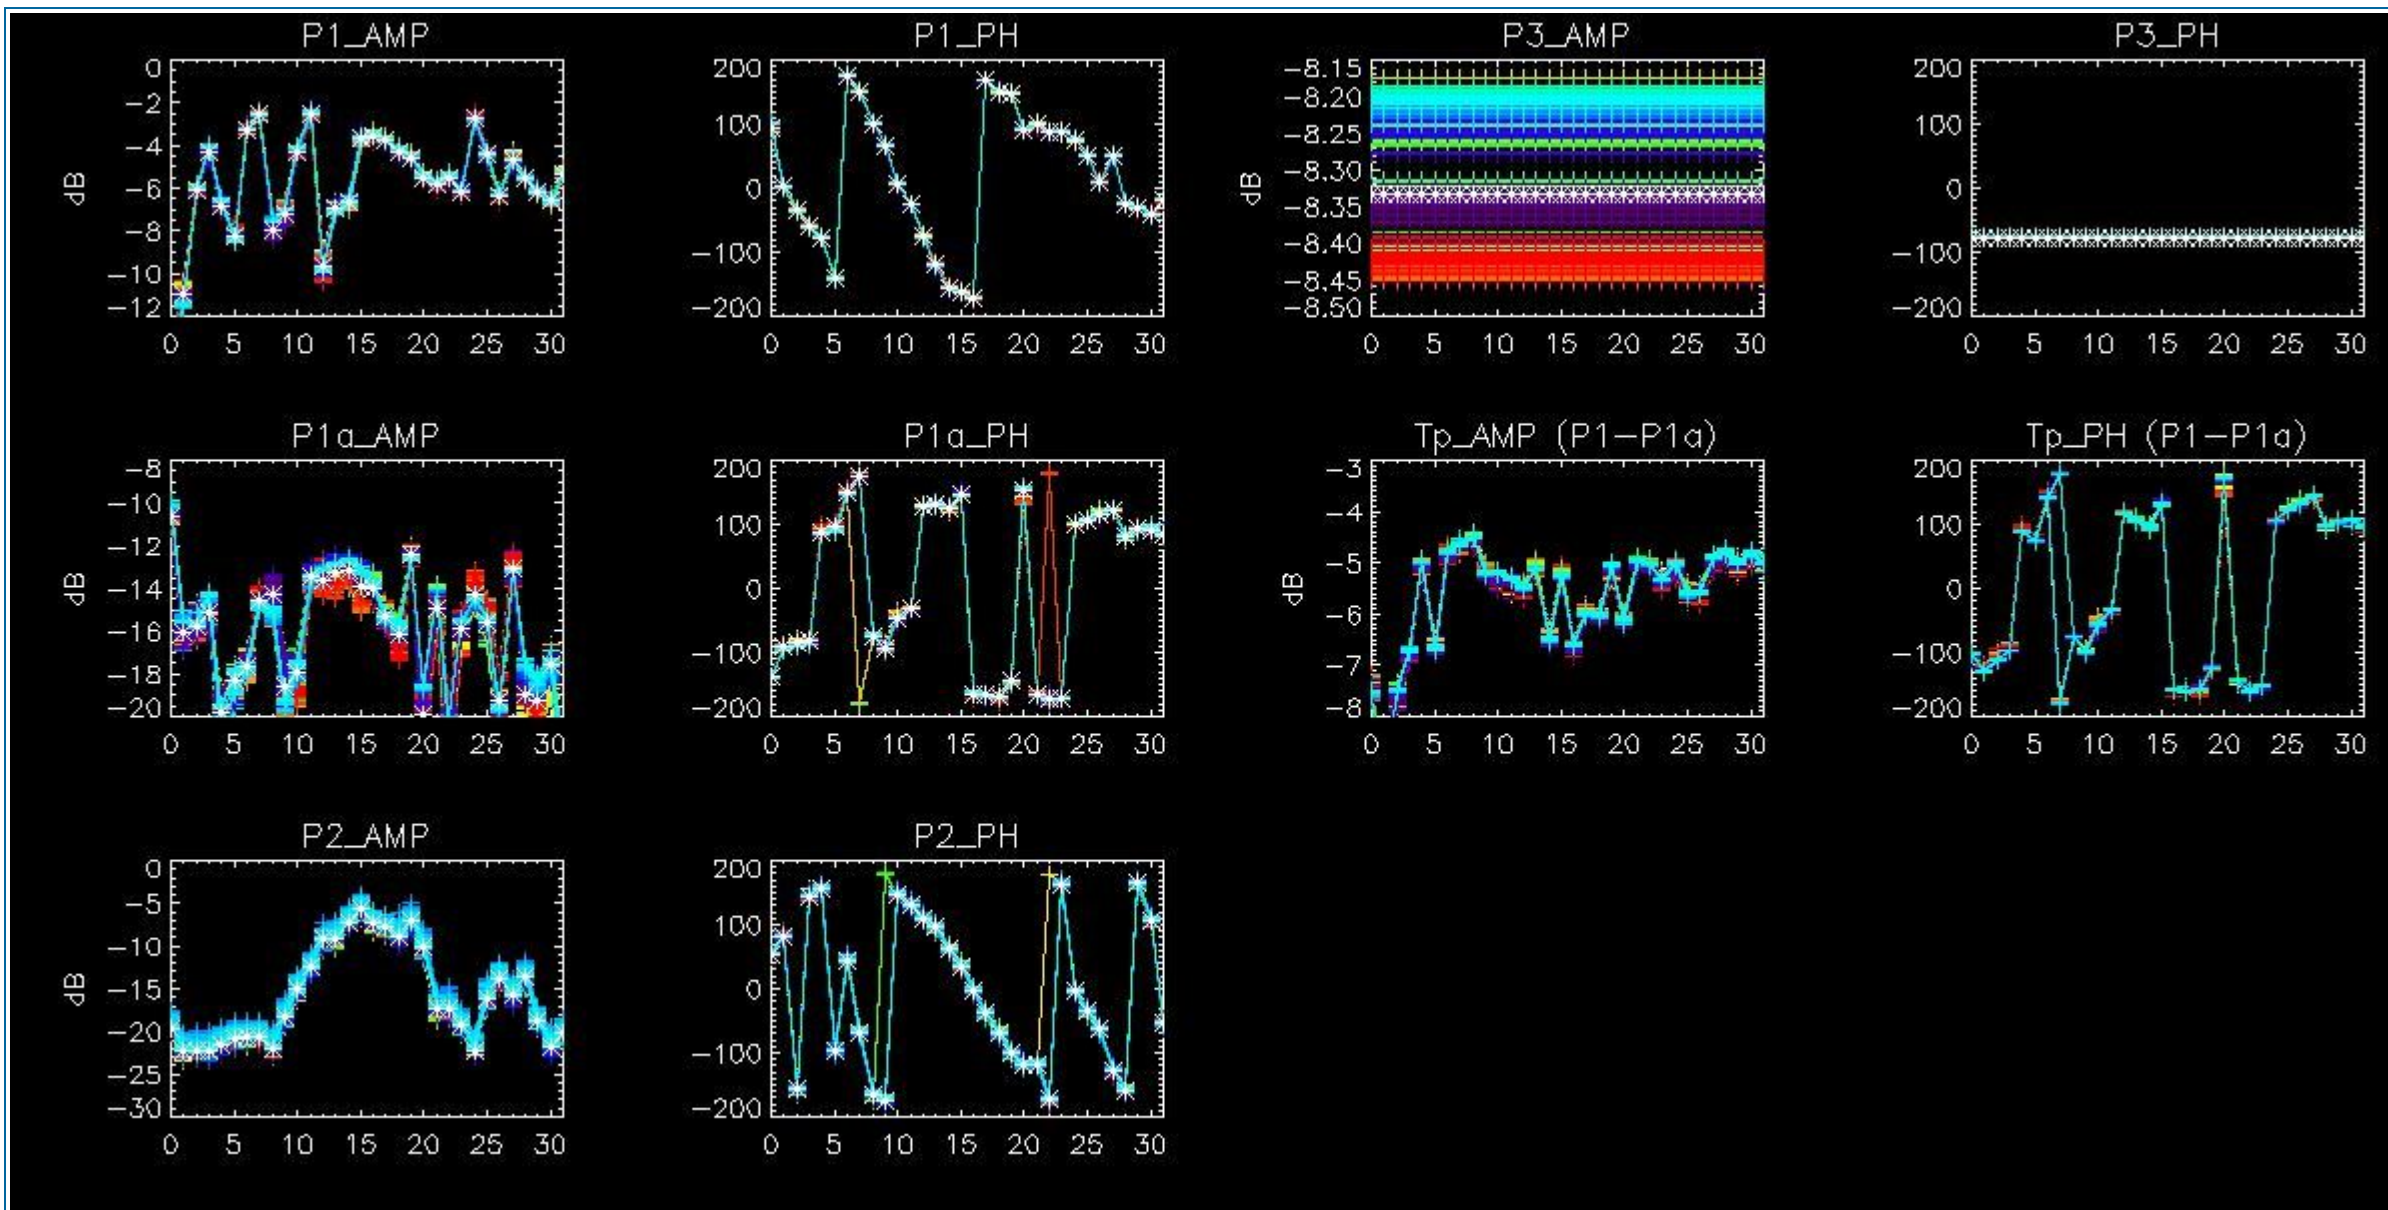 P1_AMP
0
−2
−4
−6
−8
−10
−12
dB
0 5 10 15 20 25 30
P1_PH
200
100
0
−100
−200
0 5 10 15 20 25 30
P3_AMP
−8.15
−8.20
−8.25
−8.30
−8.35
−8.40
−8.45
−8.50
dB
0 5 10 15 20 25 30
P3_PH
200
100
0
−100
−200
0 5 10 15 20 25 30
P1a_AMP
−8
−10
−12
−14
−16
−18
−20
dB
0 5 10 15 20 25 30
P1a_PH
200
100
0
−100
−200
0 5 10 15 20 25 30
Tp_AMP (P1−P1a)
−3
−4
−5
−6
−7
−8
dB
0 5 10 15 20 25 30
Tp_PH (P1−P1a)
200
100
0
−100
−200
0 5 10 15 20 25 30
P2_AMP
0
−5
−10
−15
−20
−25
−30
dB
0 5 10 15 20 25 30
P2_PH
200
100
0
−100
−200
0 5 10 15 20 25 30